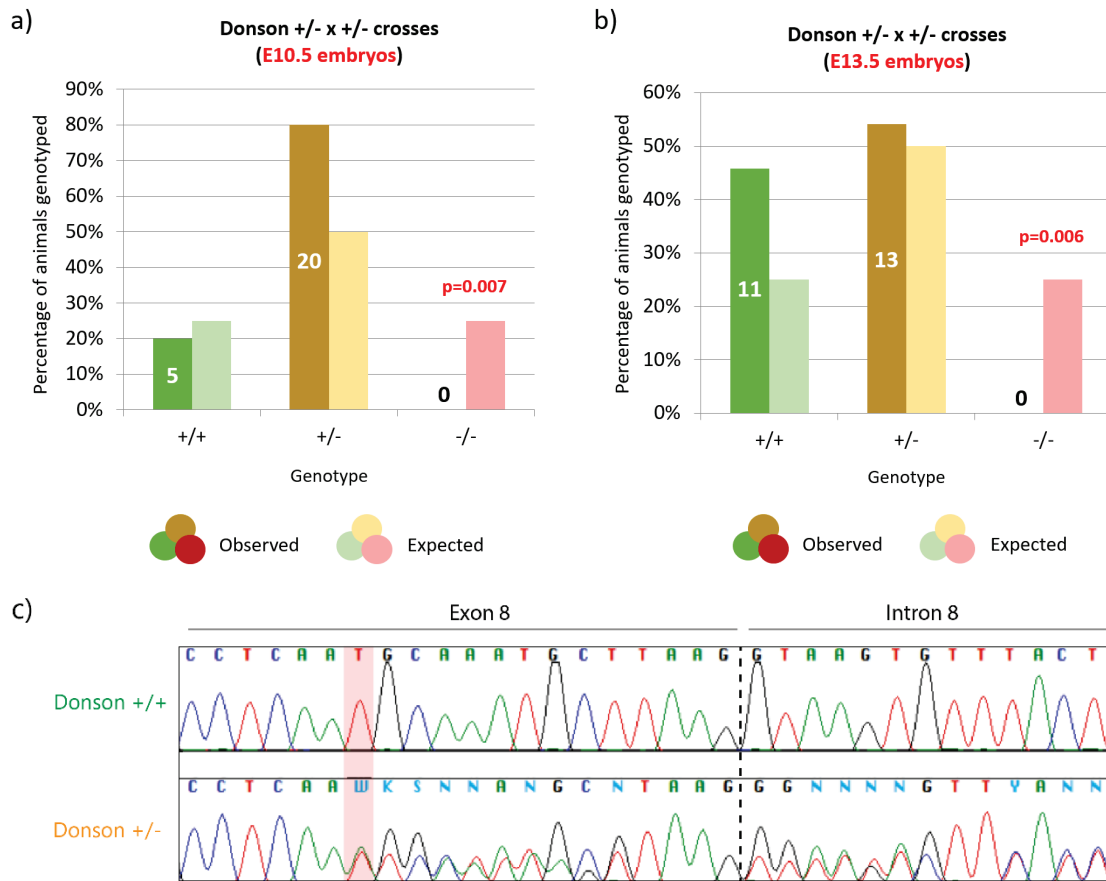 a)
Donson +/- x +/- crosses
(E10.5 embryos)
Percentage of animals genotyped
90%
80%
70%
60%
50%
40%
30%
20%
10%
0%
5
20
0
p=0.007
+/+ +/- -/-
Genotype
Observed Expected
b)
Donson +/- x +/- crosses
(E13.5 embryos)
Percentage of animals genotyped
60%
50%
40%
30%
20%
10%
0%
11
13
0
p=0.006
+/+ +/- -/-
Genotype
Observed Expected
c)
Exon 8 Intron 8
Donson +/+
C C T C A A T G C A A A T G C T T A A G G T A A G T G T T T A C T
Donson +/-
C C T C A A W K S N N A N G C N T A A G G G N N N N G T T Y A N N